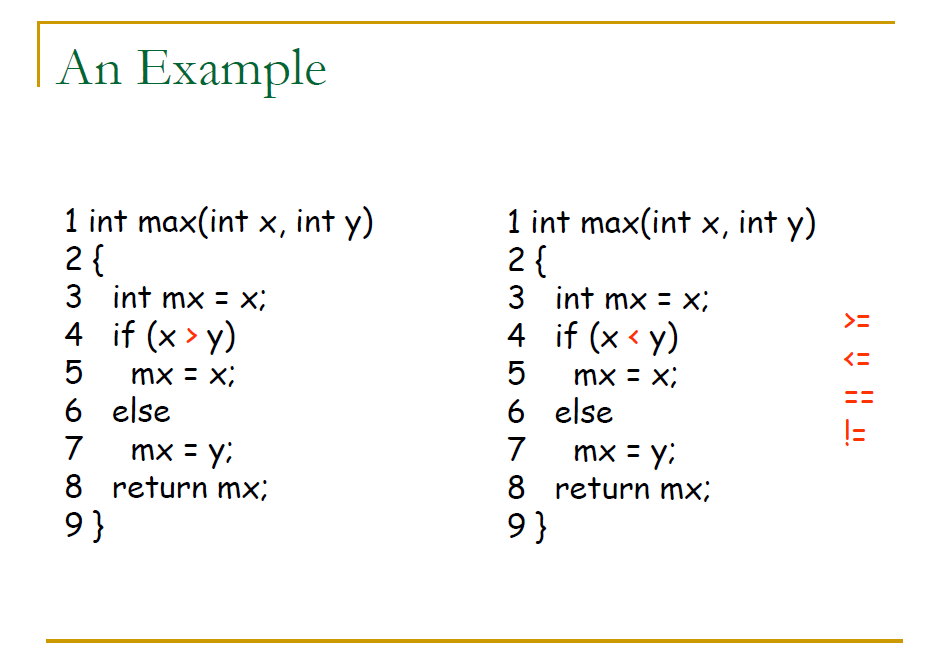 An Example
1 int max(int x, int y)
2 {
3 int mx = x;
4 if (x > y)
5 mx = x;
6 else
7 mx = y;
8 return mx;
9 }
1 int max(int x, int y)
2 {
3 int mx = x;
4 if (x < y)
5 mx = x;
6 else
7 mx = y;
8 return mx;
9 }
>=
<=
==
!=